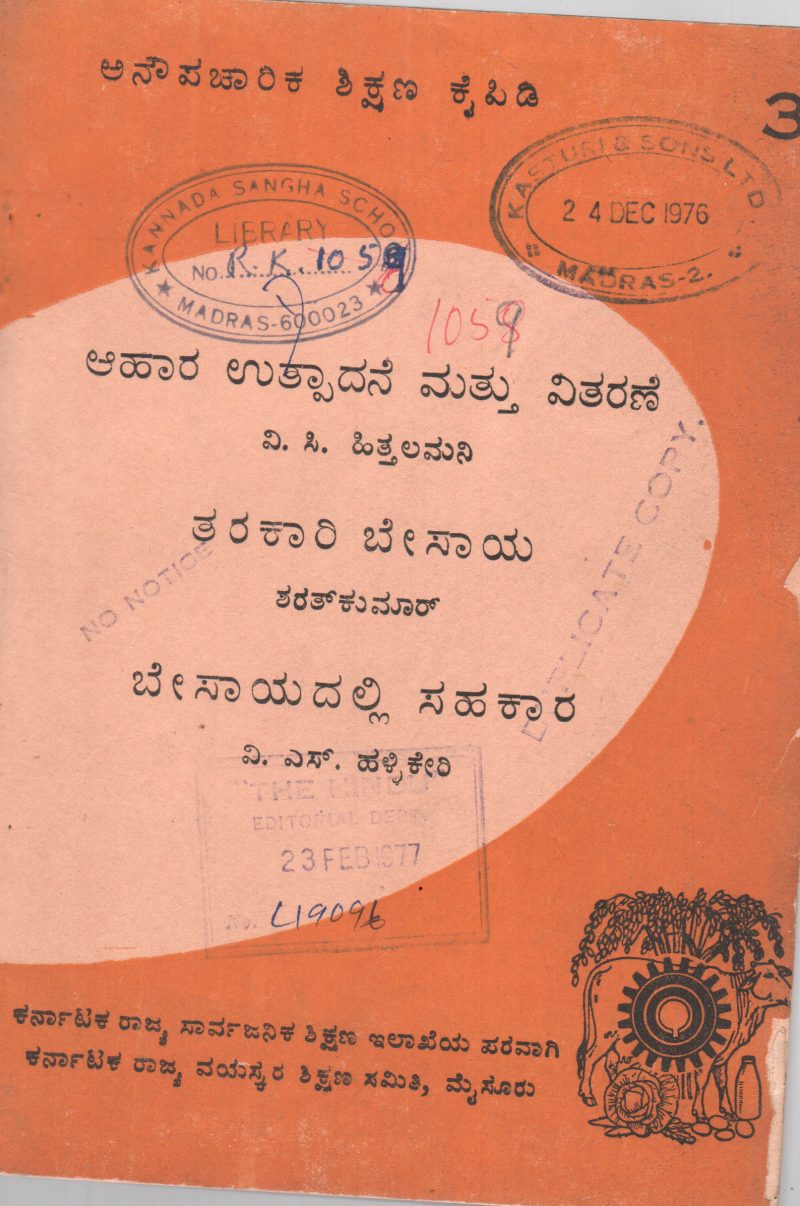 ಅನೌಪಚಾರಿಕ ಶಿಕ್ಷಣ ಕೈಪಿಡಿ
೨
KASTURI & SONS LTD.
24 DEC 1976
MADRAS-2.
KANNADA SANGHA SCHO
LIBRARY
No. R.K. 1059
MADRAS-600023
1059
ಆಹಾರ ಉತ್ಪಾದನೆ ಮತ್ತು ವಿತರಣೆ
ವಿ. ಸಿ. ಹಿತ್ತಲಮನಿ
DUPLICATE COPY.
ತರಕಾರಿ ಬೇಸಾಯ
NO NOTICE
ಶರತ್‌ಕುಮಾರ್
ಬೇಸಾಯದಲ್ಲಿ ಸಹಕಾರ
ವಿ. ಎಸ್. ಹಳ್ಳಿಕೇರಿ
"THE HINDU"
EDITORIAL DEPT.
23 FEB 1977
No. L19096
ಕರ್ನಾಟಕ ರಾಜ್ಯ ಸಾರ್ವಜನಿಕ ಶಿಕ್ಷಣ ಇಲಾಖೆಯ ಪರವಾಗಿ
ಕರ್ನಾಟಕ ರಾಜ್ಯ ವಯಸ್ಕರ ಶಿಕ್ಷಣ ಸಮಿತಿ, ಮೈಸೂರು